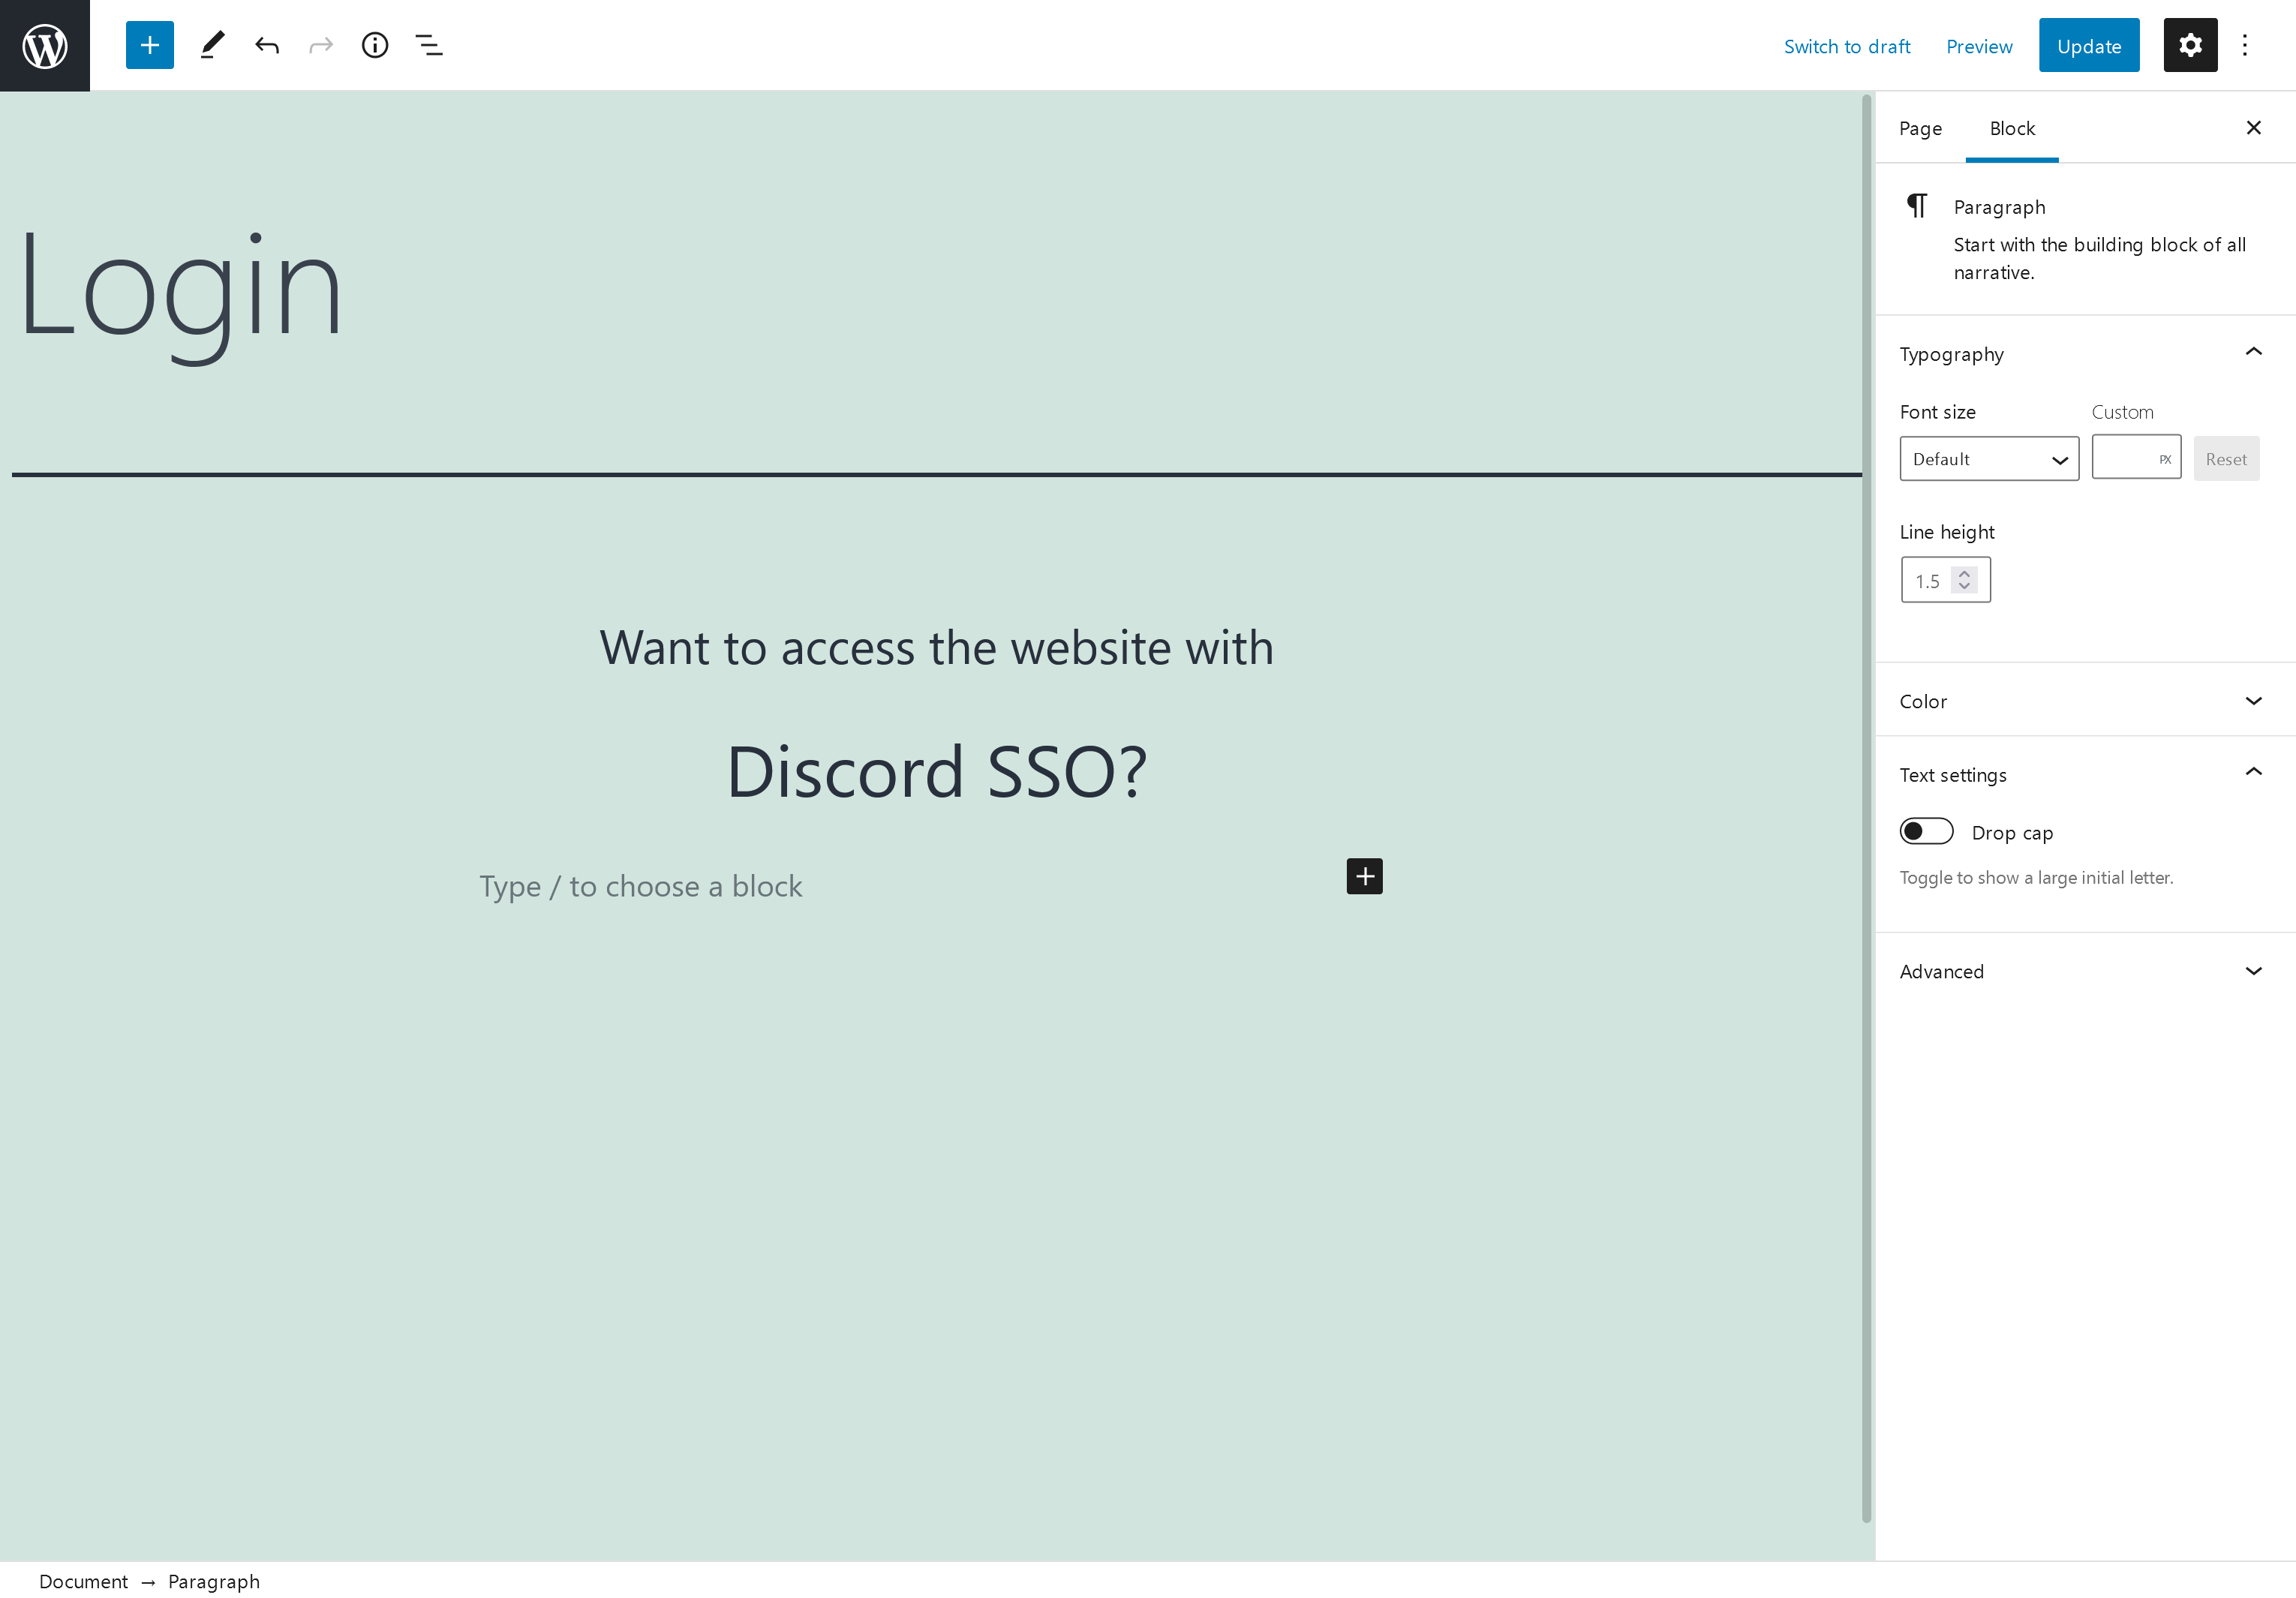 Switch to draft Preview Update
Page Block
Paragraph
Start with the building block of all
narrative.
Login
Typography
Font size Custom
Default PX Reset
Line height
1.5
Want to access the website with
Color
Discord SSO?
Text settings
Drop cap
Type / to choose a block
Toggle to show a large initial letter.
Advanced
Document → Paragraph